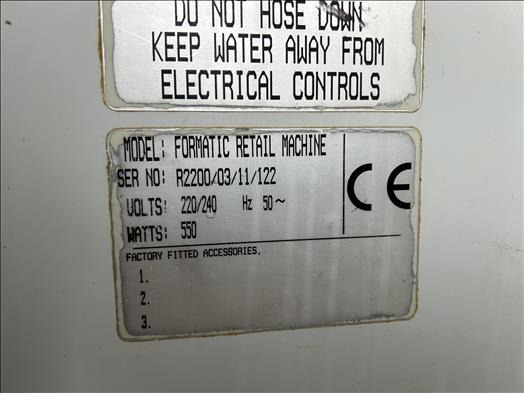 DO NOT HOSE DOWN
KEEP WATER AWAY FROM
ELECTRICAL CONTROLS
MODEL: FORMATIC RETAIL MACHINE
SER NO: R2200/03/11/122
VOLTS: 220/240 Hz 50~
WATTS: 550
CE
FACTORY FITTED ACCESSORIES.
1.
2.
3.